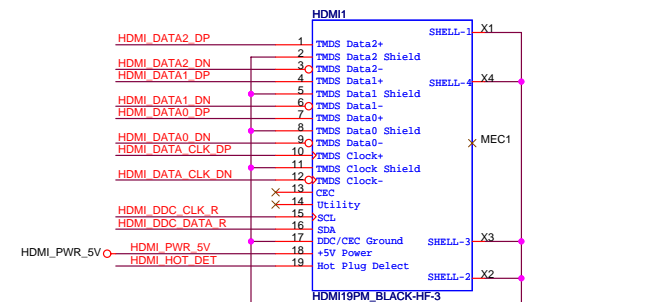 HDMI1
HDMI_DATA2_DP 1 TMDS Data2+ SHELL-1 X1
2 TMDS Data2 Shield
HDMI_DATA2_DN 3 TMDS Data2-
HDMI_DATA1_DP 4 TMDS Data1+ SHELL-4 X4
5 TMDS Data1 Shield
HDMI_DATA1_DN 6 TMDS Data1-
HDMI_DATA0_DP 7 TMDS Data0+
8 TMDS Data0 Shield
HDMI_DATA0_DN 9 TMDS Data0- MEC1
HDMI_DATA_CLK_DP 10 TMDS Clock+
11 TMDS Clock Shield
HDMI_DATA_CLK_DN 12 TMDS Clock-
13 CEC
14 Utility
HDMI_DDC_CLK_R 15 SCL
HDMI_DDC_DATA_R 16 SDA
17 DDC/CEC Ground SHELL-3 X3
HDMI_PWR_5V HDMI_PWR_5V 18 +5V Power
HDMI_HOT_DET 19 Hot Plug Delect
SHELL-2 X2
HDMI19PM_BLACK-HF-3